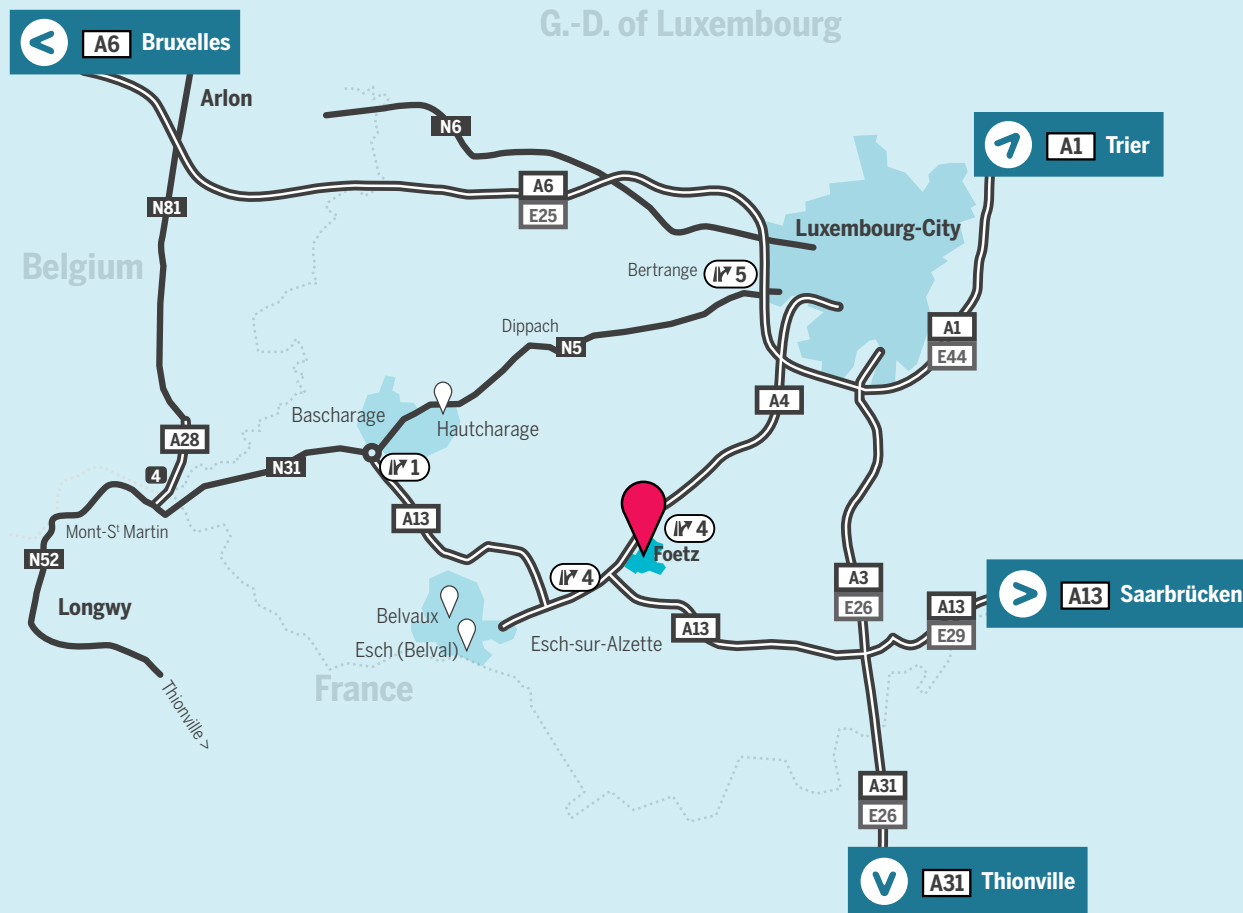 G.-D. of Luxembourg
< A6 Bruxelles
Arlon
N6
A1 Trier
A6
E25
N81
Luxembourg-City
Belgium
Bertrange
5
Dippach
N5
A1
E44
A4
Bascharage
Hautcharage
A28
4
N31
1
A13
Mont-Sᵗ Martin
N52
4
Foetz
4
A3
E26
Longwy
Belvaux
Esch (Belval)
Esch-sur-Alzette
A13
A13
E29
> A13 Saarbrücken
France
Thionville >
A31
E26
A31 Thionville